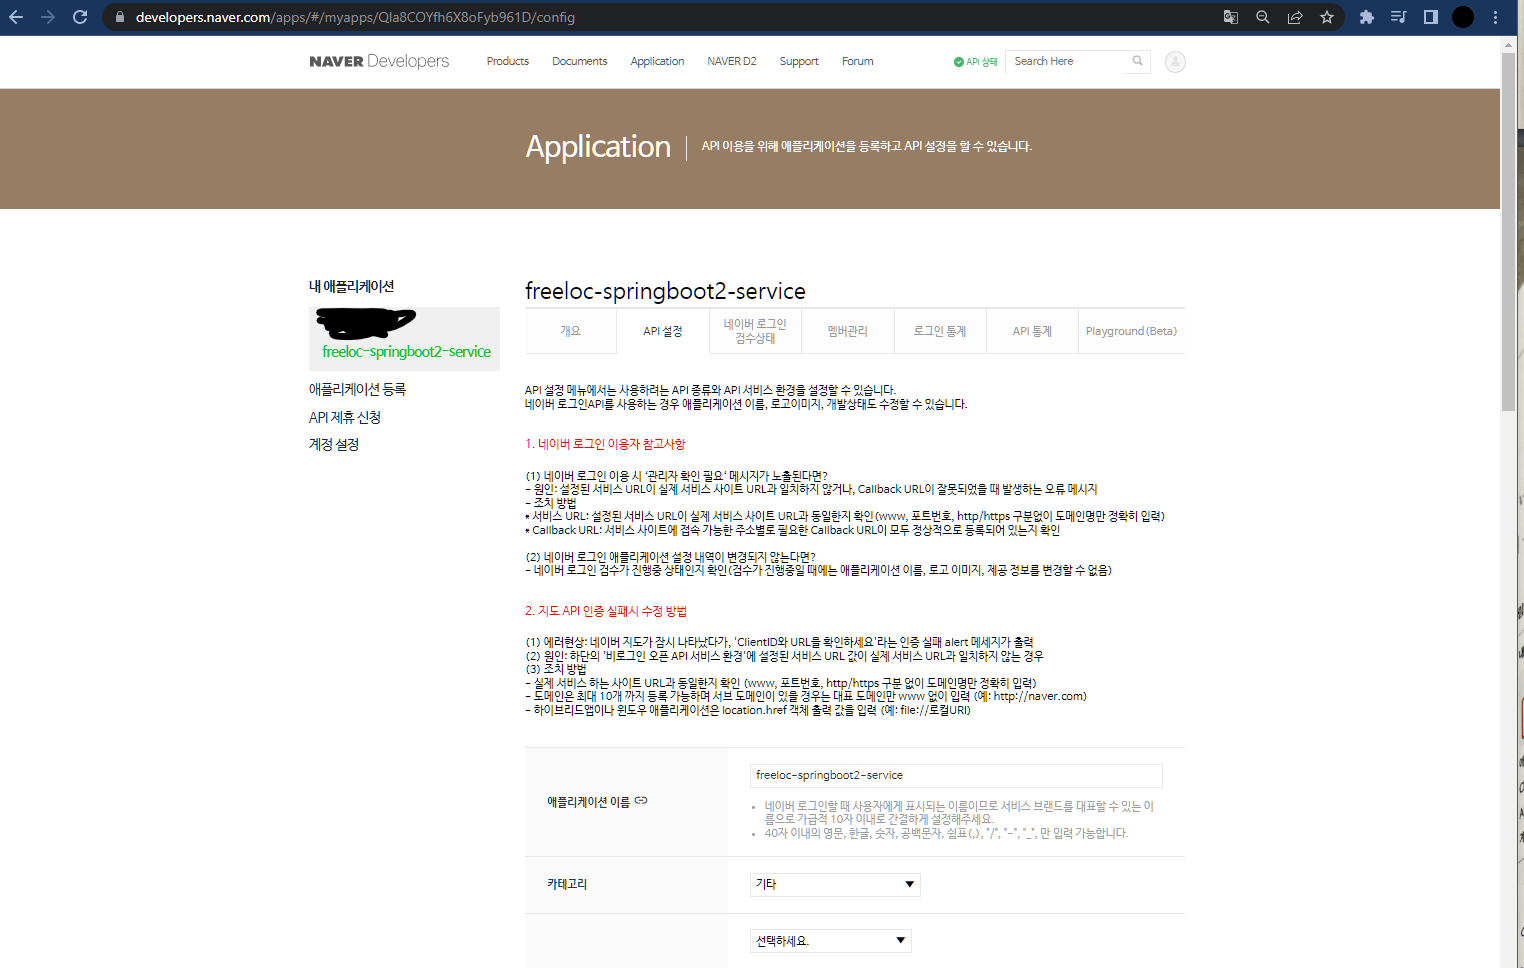 developers.naver.com/apps/#/myapps/Qla8COYfh6X8oFyb961D/config
NAVER Developers
Products
Documents
Application
NAVER D2
Support
Forum
API 상태
Search Here
Application
API 이용을 위해 애플리케이션을 등록하고 API 설정을 할 수 있습니다.
내 애플리케이션
freeloc-springboot2-service
애플리케이션 등록
API 제휴 신청
계정 설정
freeloc-springboot2-service
개요
API 설정
네이버 로그인
검수상태
멤버관리
로그인 통계
API 통계
Playground (Beta)
API 설정 메뉴에서는 사용하려는 API 종류와 API 서비스 환경을 설정할 수 있습니다.
네이버 로그인API를 사용하는 경우 애플리케이션 이름, 로고이미지, 개발상태도 수정할 수 있습니다.
1. 네이버 로그인 이용자 참고사항
(1) 네이버 로그인 이용 시 '관리자 확인 필요' 메시지가 노출된다면?
- 원인: 설정된 서비스 URL이 실제 서비스 사이트 URL과 일치하지 않거나, Callback URL이 잘못되었을 때 발생하는 오류 메시지
- 조치 방법
* 서비스 URL: 설정된 서비스 URL이 실제 서비스 사이트 URL과 동일한지 확인(www, 포트번호, http/https 구분없이 도메인명만 정확히 입력)
* Callback URL: 서비스 사이트에 접속 가능한 주소별로 필요한 Callback URL이 모두 정상적으로 등록되어 있는지 확인
(2) 네이버 로그인 애플리케이션 설정 내역이 변경되지 않는다면?
- 네이버 로그인 검수가 진행중 상태인지 확인(검수가 진행중일 때에는 애플리케이션 이름, 로고 이미지, 제공 정보를 변경할 수 없음)
2. 지도 API 인증 실패시 수정 방법
(1) 에러현상: 네이버 지도가 잠시 나타났다가, 'ClientID와 URL을 확인하세요'라는 인증 실패 alert 메세지가 출력
(2) 원인: 하단의 '비로그인 오픈 API 서비스 환경'에 설정된 서비스 URL 값이 실제 서비스 URL과 일치하지 않는 경우
(3) 조치 방법
- 실제 서비스 하는 사이트 URL과 동일한지 확인 (www, 포트번호, http/https 구분 없이 도메인명만 정확히 입력)
- 도메인은 최대 10개 까지 등록 가능하며 서브 도메인이 있을 경우는 대표 도메인만 www 없이 입력 (예: http://naver.com)
- 하이브리드앱이나 윈도우 애플리케이션은 location.href 객체 출력 값을 입력 (예: file://로컬URI)
애플리케이션 이름
freeloc-springboot2-service
• 네이버 로그인할 때 사용자에게 표시되는 이름이므로 서비스 브랜드를 대표할 수 있는 이
름으로 가급적 10자 이내로 간결하게 설정해주세요.
• 40자 이내의 영문, 한글, 숫자, 공백문자, 쉼표(,), "/", "-", "_", 만 입력 가능합니다.
카테고리
기타
선택하세요.